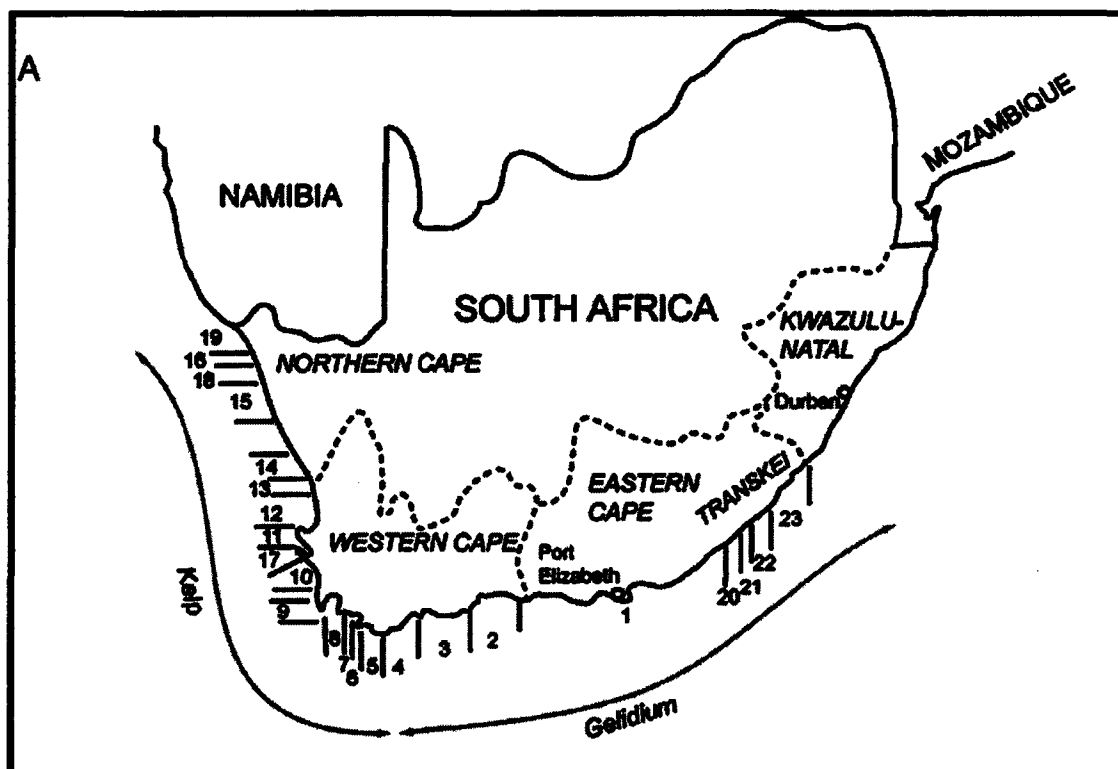 A
MOZAMBIQUE
NAMIBIA
SOUTH AFRICA
KWAZULU-
NATAL
19
16
18
NORTHERN CAPE
15
Durban
14
13
EASTERN
CAPE
TRANSKEI
23
12
11
17
WESTERN CAPE
Port
Elizabeth
22
21
20
10
9
Kelp
1
8
7
6
5
4
3
2
Gelidium